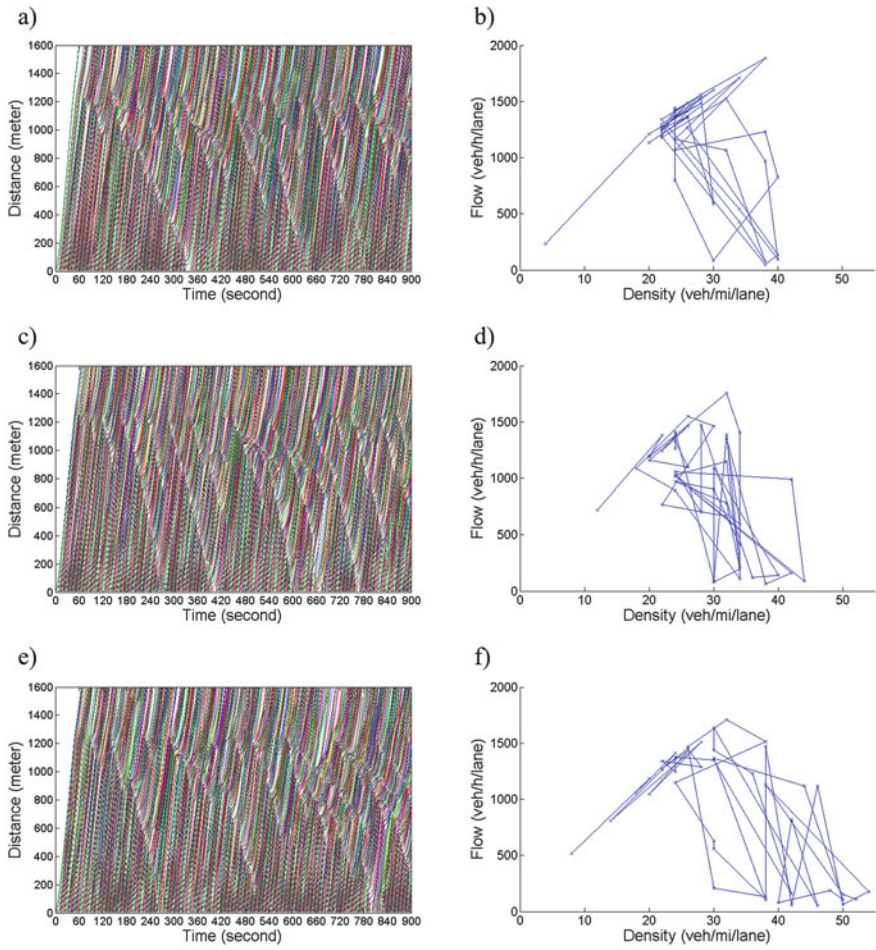 a)
1600
1400
1200
1000
800
600
400
200
0
Distance (meter)
0 60 120 180 240 300 360 420 480 540 600 660 720 780 840 900
Time (second)
b)
2000
1500
1000
500
0
Flow (veh/h/lane)
0 10 20 30 40 50
Density (veh/mi/lane)
c)
1600
1400
1200
1000
800
600
400
200
0
Distance (meter)
0 60 120 180 240 300 360 420 480 540 600 660 720 780 840 900
Time (second)
d)
2000
1500
1000
500
0
Flow (veh/h/lane)
0 10 20 30 40 50
Density (veh/mi/lane)
e)
1600
1400
1200
1000
800
600
400
200
0
Distance (meter)
0 60 120 180 240 300 360 420 480 540 600 660 720 780 840 900
Time (second)
f)
2000
1500
1000
500
0
Flow (veh/h/lane)
0 10 20 30 40 50
Density (veh/mi/lane)